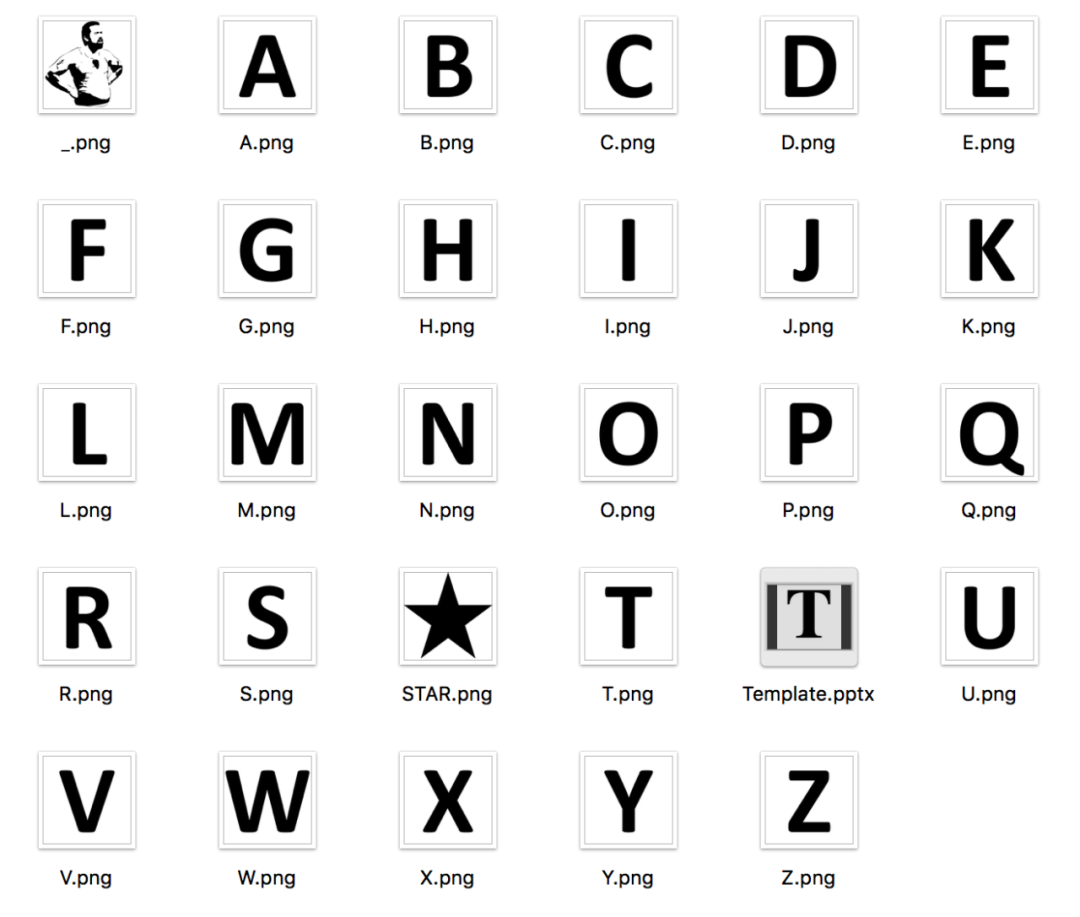 A B C D E
_.png A.png B.png C.png D.png E.png
F G H I J K
F.png G.png H.png I.png J.png K.png
L M N O P Q
L.png M.png N.png O.png P.png Q.png
R S T T U
R.png S.png STAR.png T.png Template.pptx U.png
V W X Y Z
V.png W.png X.png Y.png Z.png